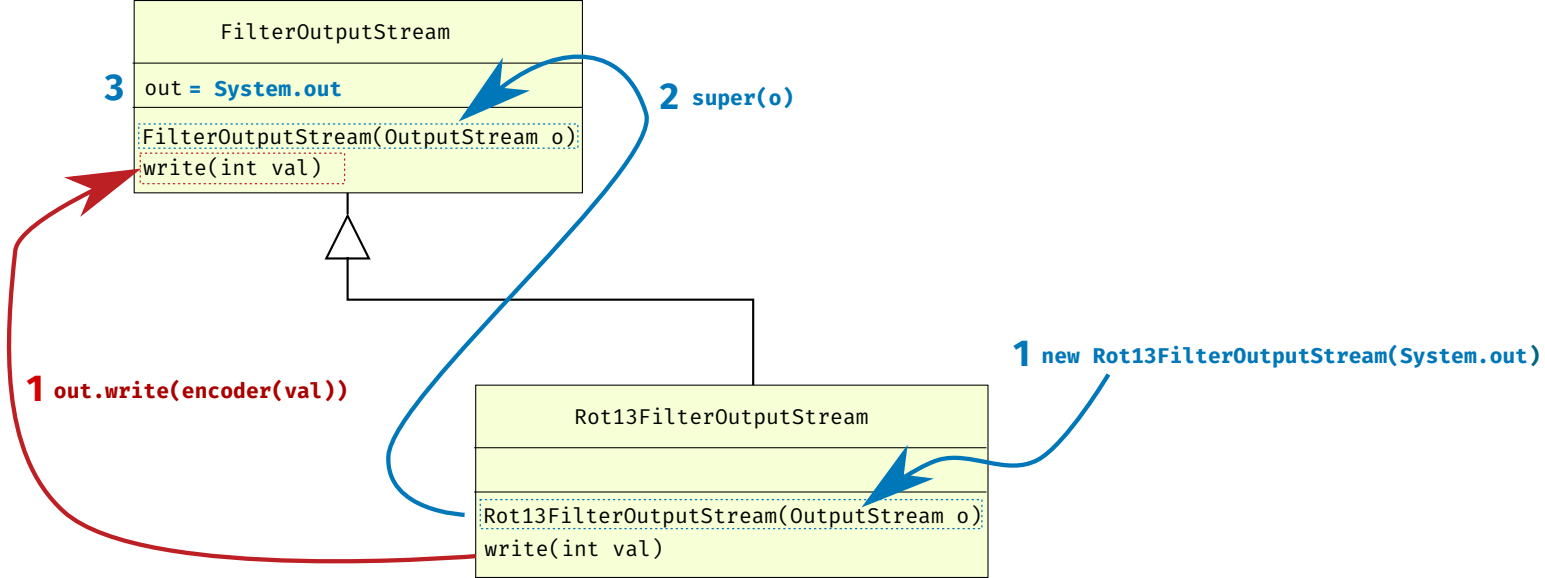 FilterOutputStream
3 out = System.out
2 super(o)
FilterOutputStream(OutputStream o)
write(int val)
1 new Rot13FilterOutputStream(System.out)
1 out.write(encoder(val))
Rot13FilterOutputStream
Rot13FilterOutputStream(OutputStream o)
write(int val)